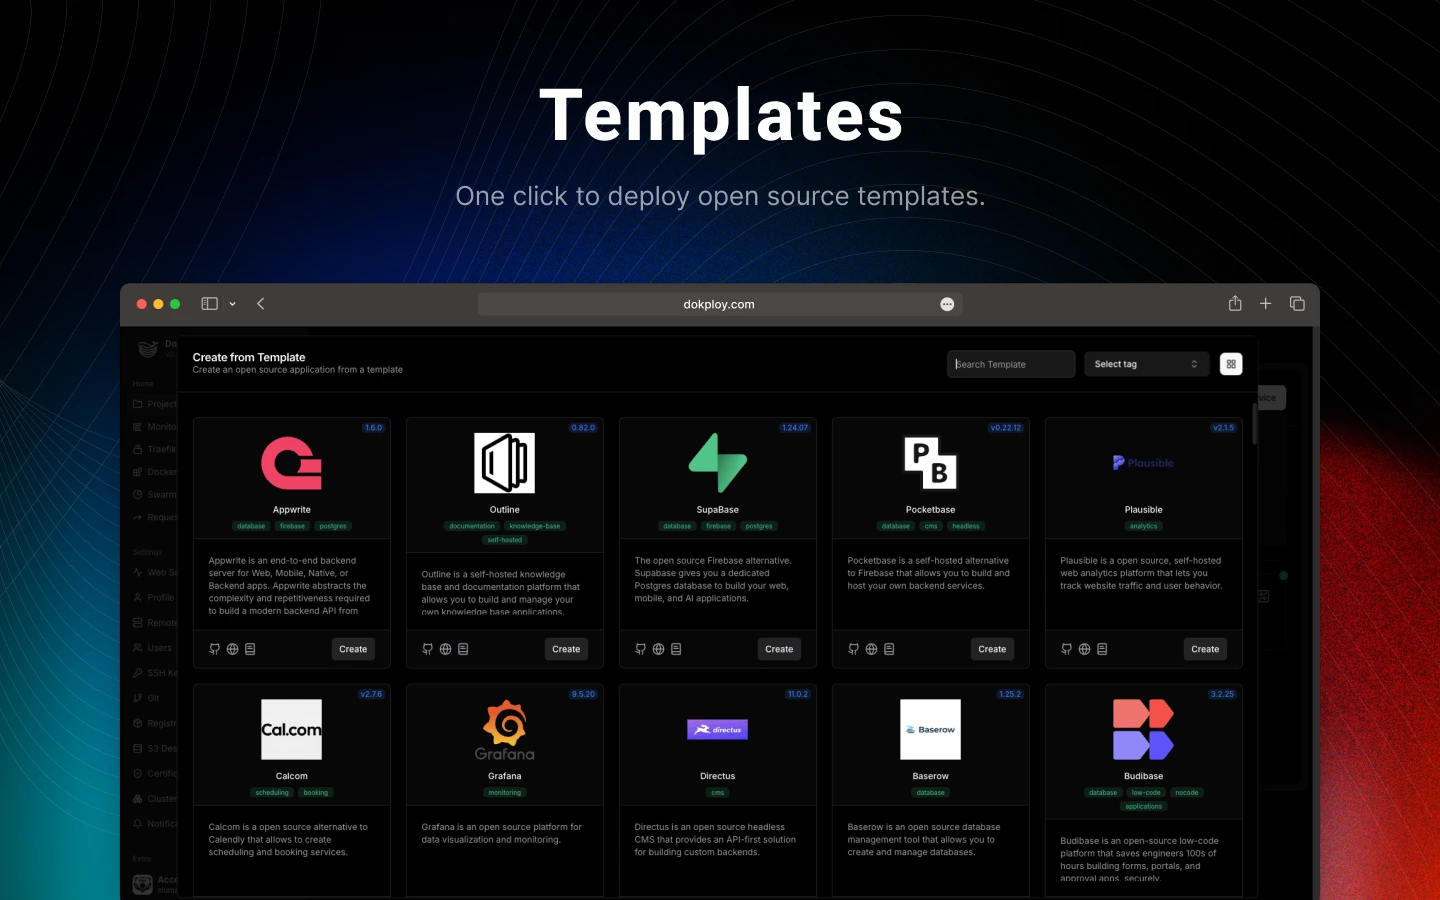 Templates
One click to deploy open source templates.
dokploy.com
Create from Template
Create an open source application from a template
Search Template
Select tag
Home
Settings
Web
Profile
Users
SSH
Git
S3
Extra
1.6.0
Appwrite
database firebase postgres
Appwrite is an end-to-end backend
server for Web, Mobile, Native, or
Backend apps. Appwrite abstracts the
complexity and repetitiveness required
to build a modern backend API from
Create
0.82.0
Outline
documentation knowledge-base
self-hosted
Outline is a self-hosted knowledge
base and documentation platform that
allows you to build and manage your
own knowledge base applications.
Create
1.24.07
SupaBase
database firebase postgres
The open source Firebase alternative.
Supabase gives you a dedicated
Postgres database to build your web,
mobile, and AI applications.
Create
v0.22.12
P
B
Pocketbase
database cms headless
Pocketbase is a self-hosted alternative
to Firebase that allows you to build and
host your own backend services.
Create
v2.1.5
Plausible
Plausible
analytics
Plausible is a open source, self-hosted
web analytics platform that lets you
track website traffic and user behavior.
Create
v2.7.6
Cal.com
Calcom
scheduling booking
Calcom is a open source alternative to
Calendly that allows to create
scheduling and booking services.
9.5.20
Grafana
Grafana
monitoring
Grafana is an open source platform for
data visualization and monitoring.
11.0.2
directus
Directus
cms
Directus is an open source headless
CMS that provides an API-first solution
for building custom backends.
1.25.2
Baserow
Baserow
database
Baserow is an open source database
management tool that allows you to
create and manage databases.
3.2.25
Budibase
database low-code nocode
applications
Budibase is an open-source low-code
platform that saves engineers 100s of
hours building forms, portals, and
approval apps, securely.